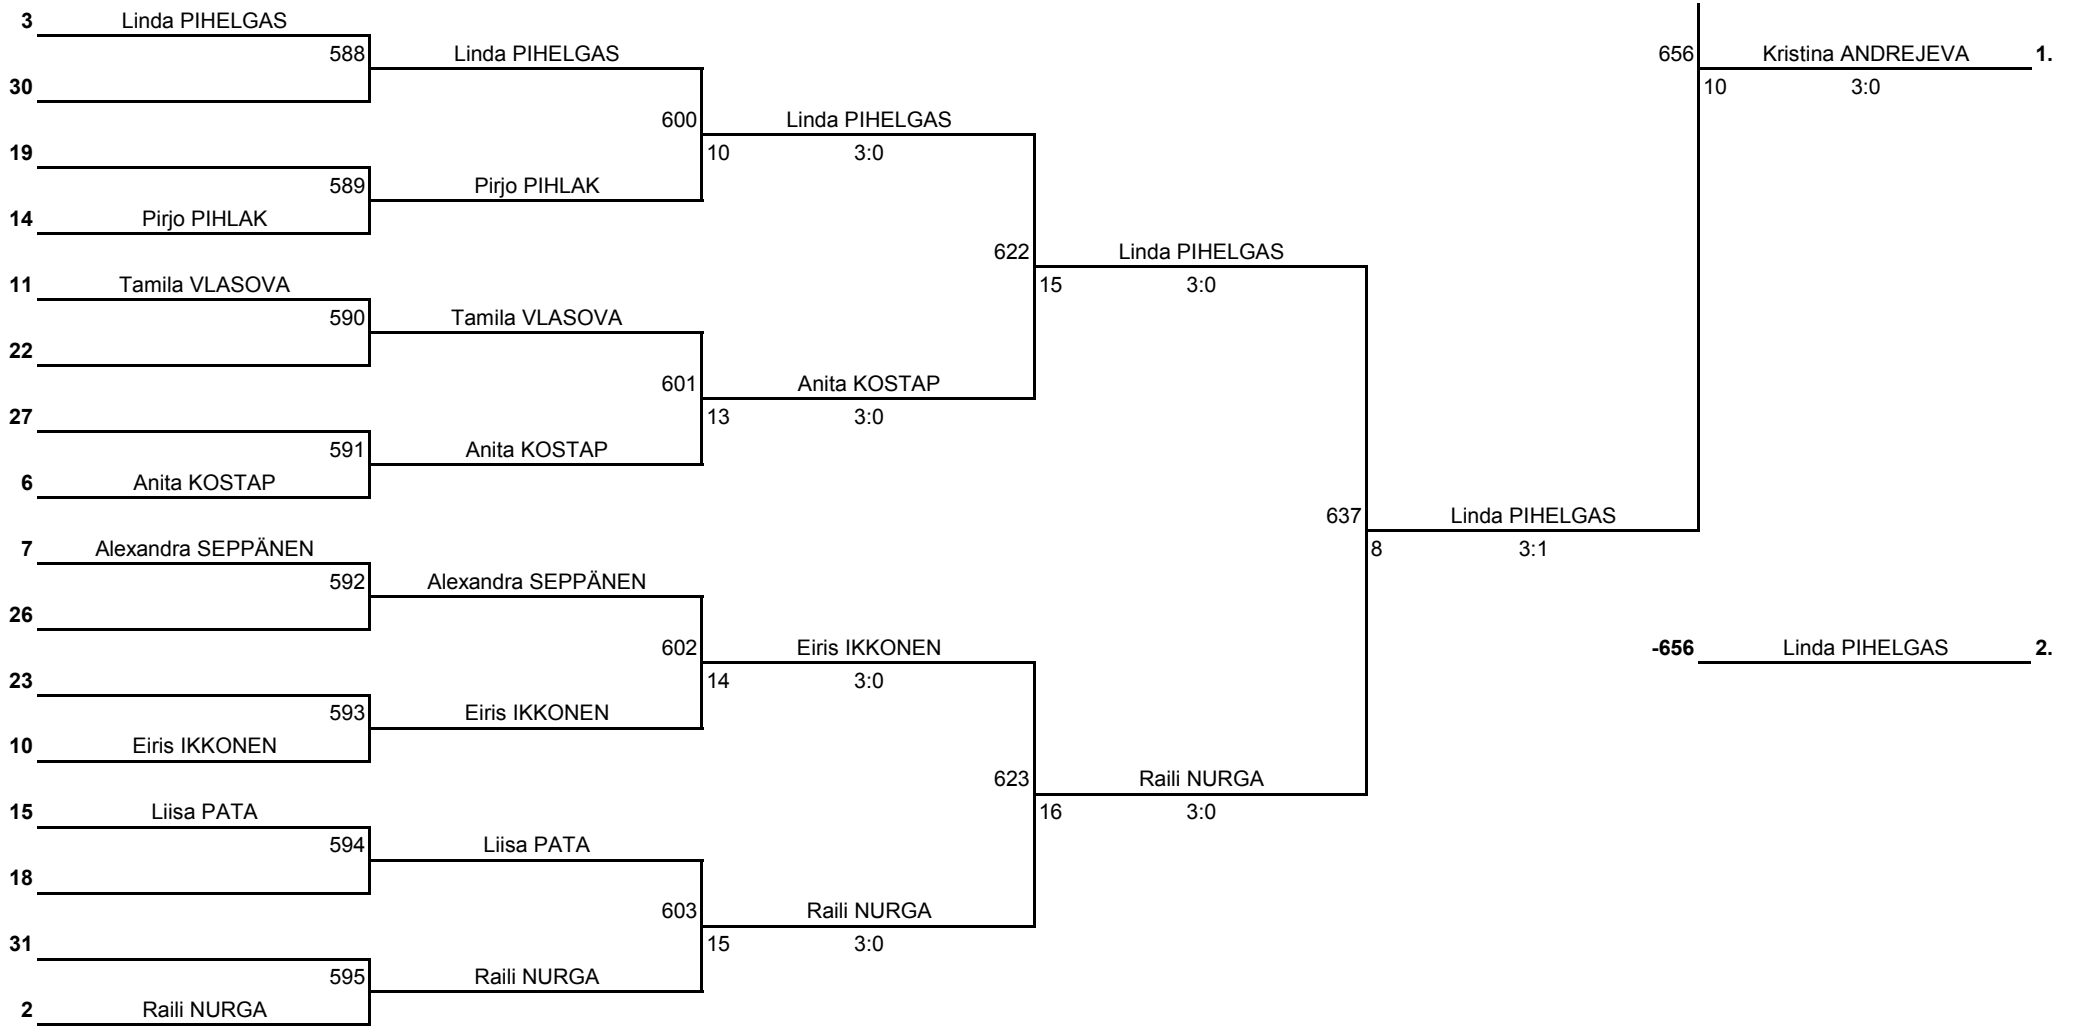 3 Linda PIHELGAS
588 Linda PIHELGAS 656 Kristina ANDREJEVA 1.
30 10 3:0
600 Linda PIHELGAS
19 10 3:0
589 Pirjo PIHLAK
14 Pirjo PIHLAK
622 Linda PIHELGAS
11 Tamila VLASOVA 15 3:0
590 Tamila VLASOVA
22
601 Anita KOSTAP
27 13 3:0
591 Anita KOSTAP
6 Anita KOSTAP
637 Linda PIHELGAS
7 Alexandra SEPPÄNEN 8 3:1
592 Alexandra SEPPÄNEN
26
602 Eiris IKKONEN -656 Linda PIHELGAS 2.
23 14 3:0
593 Eiris IKKONEN
10 Eiris IKKONEN
623 Raili NURGA
15 Liisa PATA 16 3:0
594 Liisa PATA
18
603 Raili NURGA
31 15 3:0
595 Raili NURGA
2 Raili NURGA